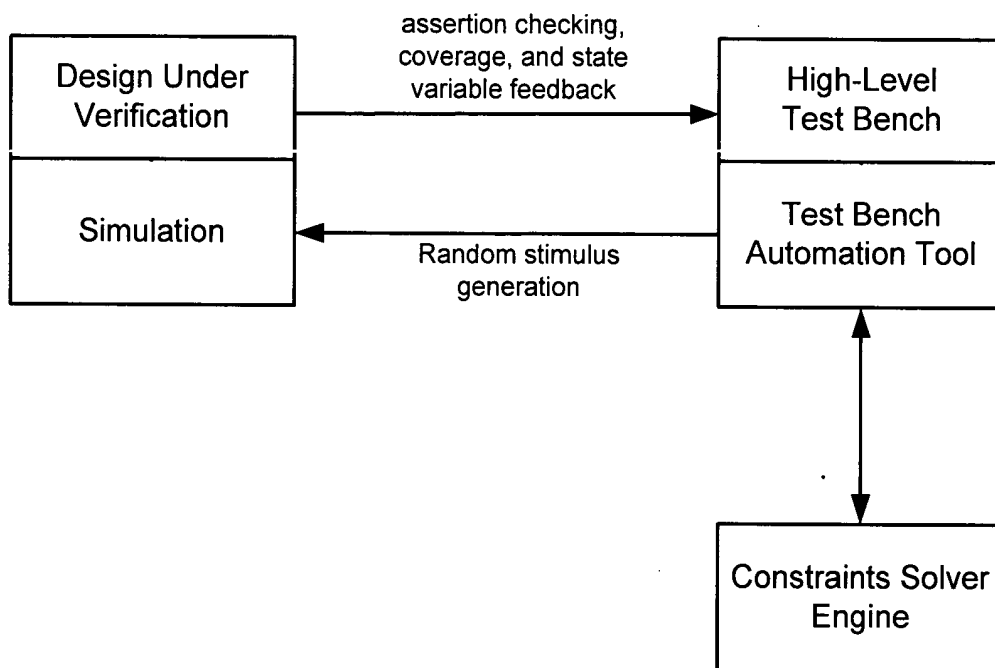 Design Under
Verification
assertion checking,
coverage, and state
variable feedback
High-Level
Test Bench
Simulation
Random stimulus
generation
Test Bench
Automation Tool
Constraints Solver
Engine